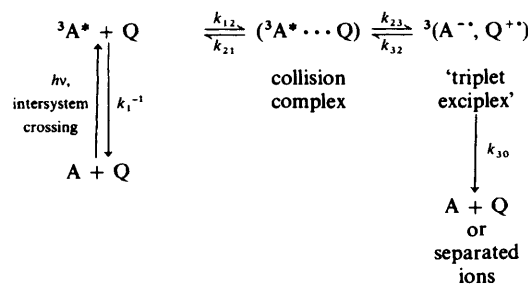 ³A* + Q k₁₂ k₂₁ (³A* ··· Q) k₂₃ k₃₂ ³(A⁻•, Q⁺•)
collision complex
'triplet exciplex'
hν,
intersystem
crossing
k₁⁻¹
k₃₀
A + Q
A + Q
or
separated
ions